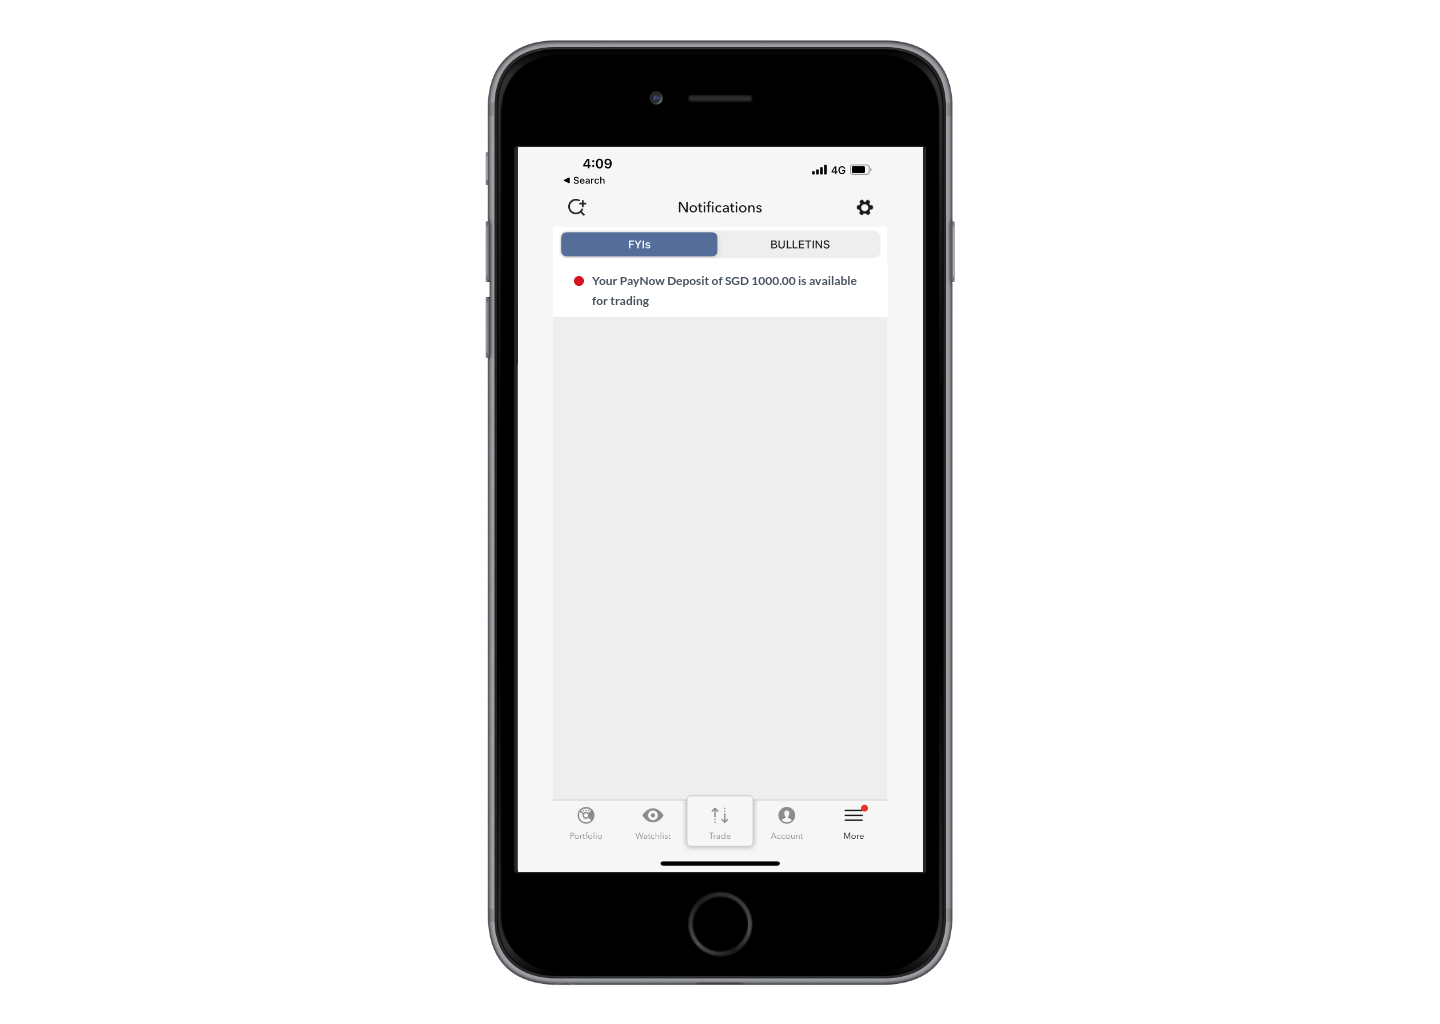 4:09
4G
◀ Search
Notifications
FYIs
BULLETINS
Your PayNow Deposit of SGD 1000.00 is available
for trading
Portfolio
Watchlist
Trade
Account
More